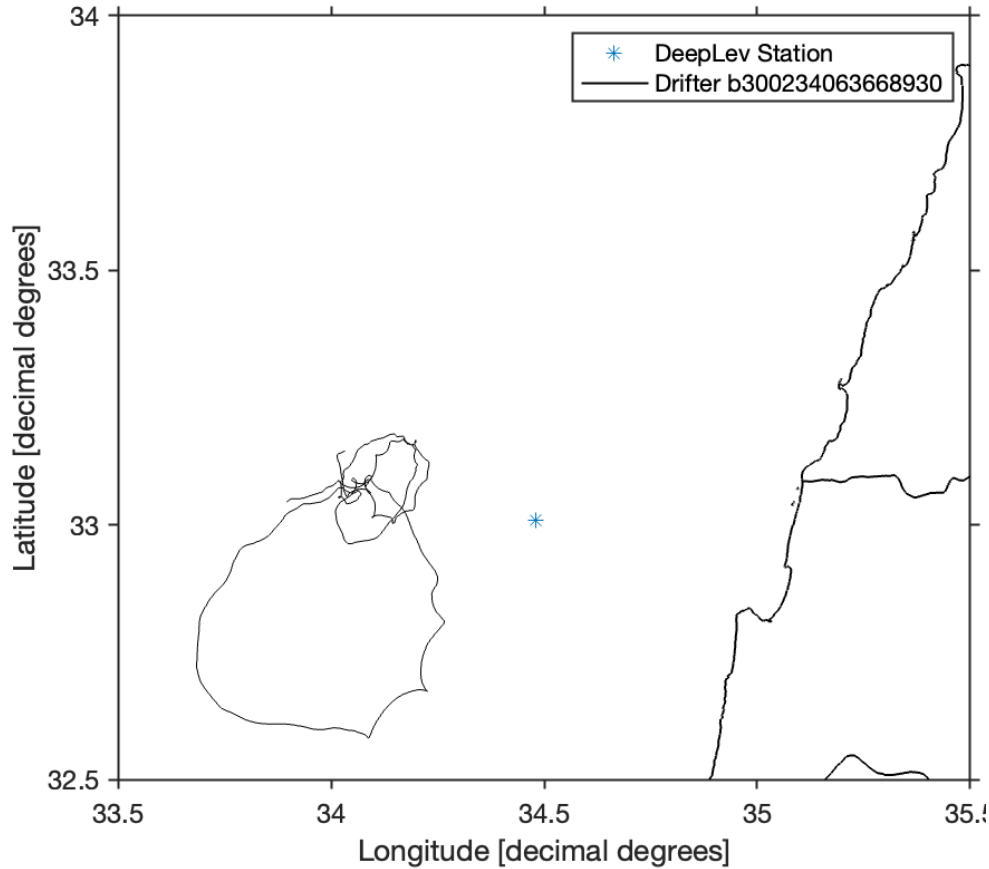 34
DeepLev Station
Drifter b300234063668930
33.5
33
32.5
Latitude [decimal degrees]
33.5 34 34.5 35 35.5
Longitude [decimal degrees]